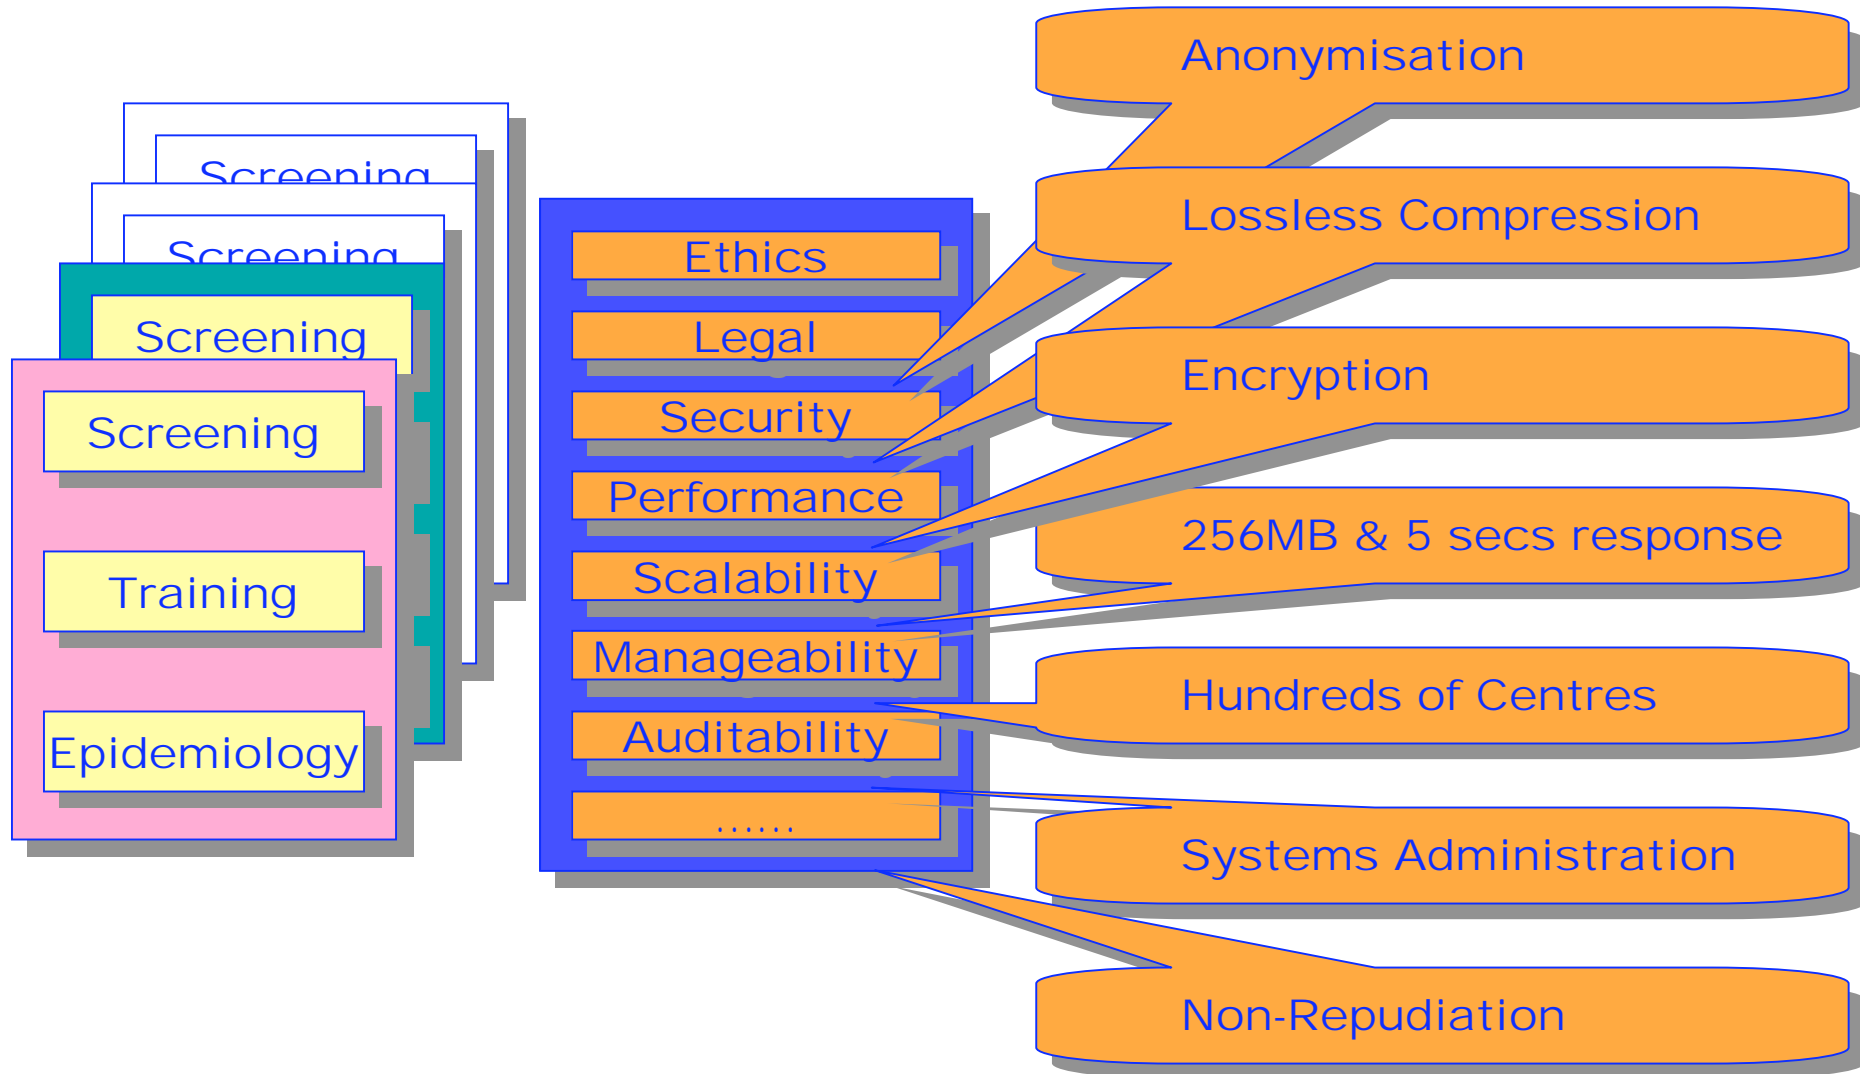 Screening
Screening
Screening
Screening
Training
Epidemiology
Ethics
Legal
Security
Performance
Scalability
Manageability
Auditability
......
Anonymisation
Lossless Compression
Encryption
256MB & 5 secs response
Hundreds of Centres
Systems Administration
Non-Repudiation